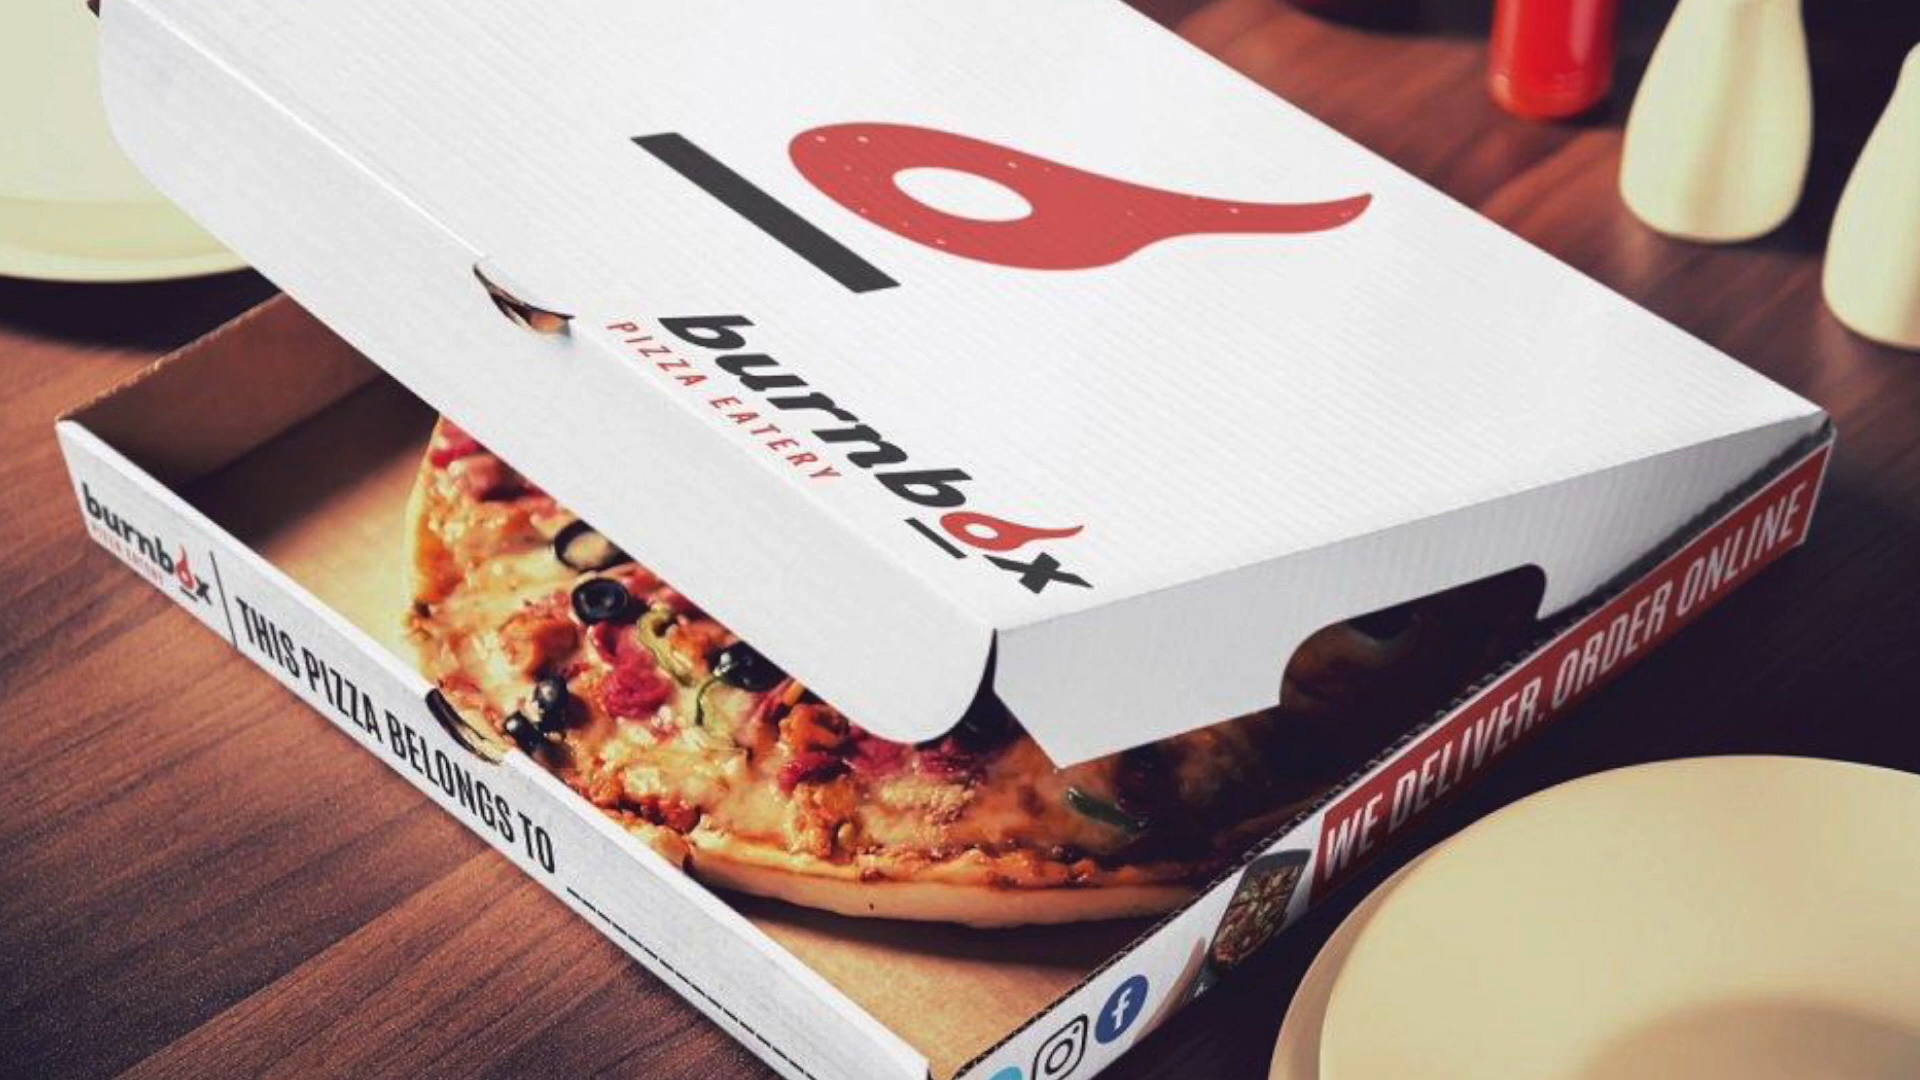 burnbox
PIZZA EATERY
burnbox
PIZZA EATERY
THIS PIZZA BELONGS TO
WE DELIVER. ORDER ONLINE